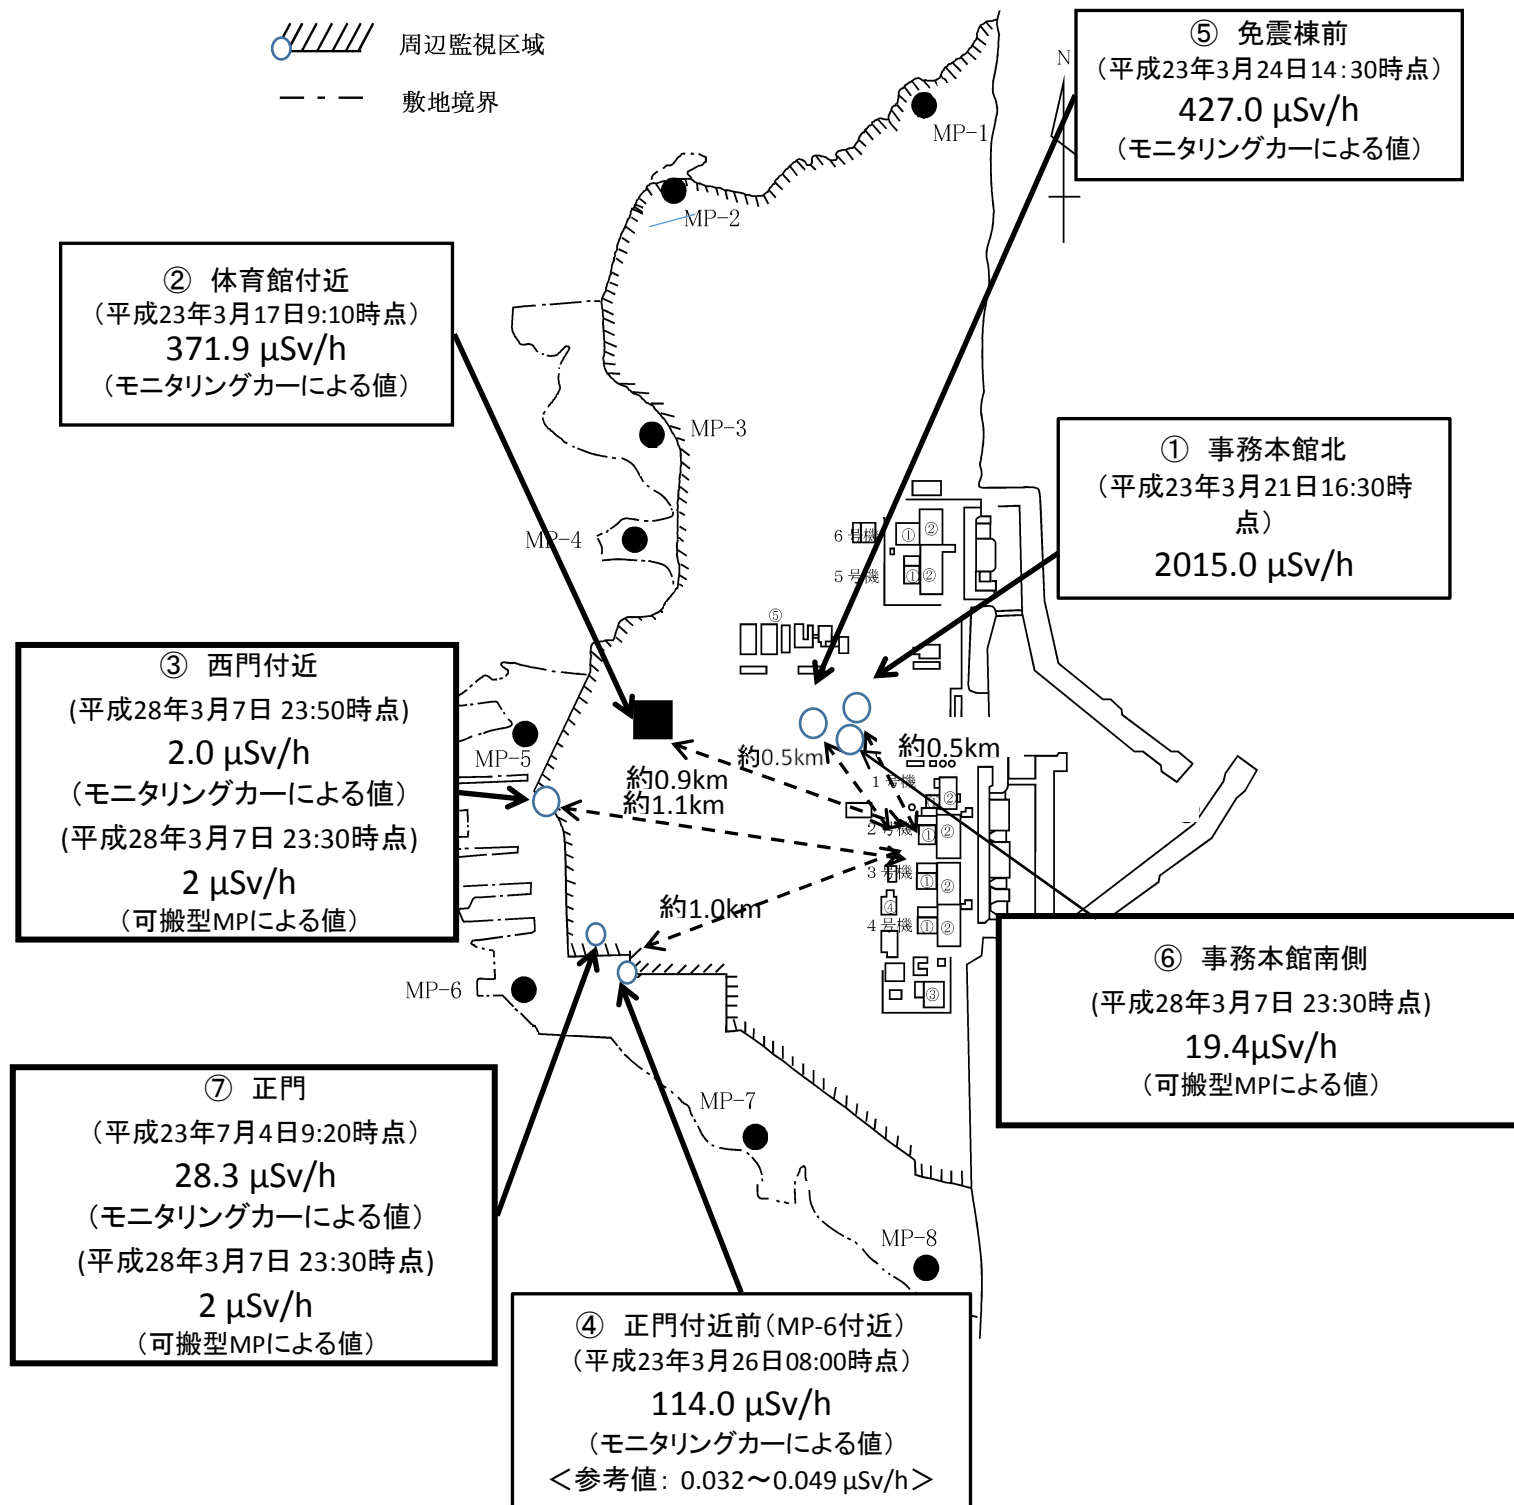 周辺監視区域
敷地境界
⑤ 免震棟前
（平成23年3月24日14:30時点）
427.0 μSv/h
（モニタリングカーによる値）
N
MP-1
MP-2
② 体育館付近
（平成23年3月17日9:10時点）
371.9 μSv/h
（モニタリングカーによる値）
MP-3
① 事務本館北
（平成23年3月21日16:30時
点）
2015.0 μSv/h
MP-4
6号機
① ②
5号機
① ②
⑤
③ 西門付近
(平成28年3月7日 23:50時点)
2.0 μSv/h
（モニタリングカーによる値）
(平成28年3月7日 23:30時点)
2 μSv/h
（可搬型MPによる値）
MP-5
約0.5km
約0.5km
約0.9km
約1.1km
1号機
① ②
2号機
① ②
3号機
① ②
④
4号機
① ②
③
約1.0km
MP-6
⑥ 事務本館南側
(平成28年3月7日 23:30時点)
19.4μSv/h
（可搬型MPによる値）
⑦ 正門
（平成23年7月4日9:20時点）
28.3 μSv/h
（モニタリングカーによる値）
(平成28年3月7日 23:30時点)
2 μSv/h
（可搬型MPによる値）
MP-7
MP-8
④ 正門付近前（MP-6付近）
（平成23年3月26日08:00時点）
114.0 μSv/h
（モニタリングカーによる値）
＜参考値： 0.032～0.049 μSv/h＞